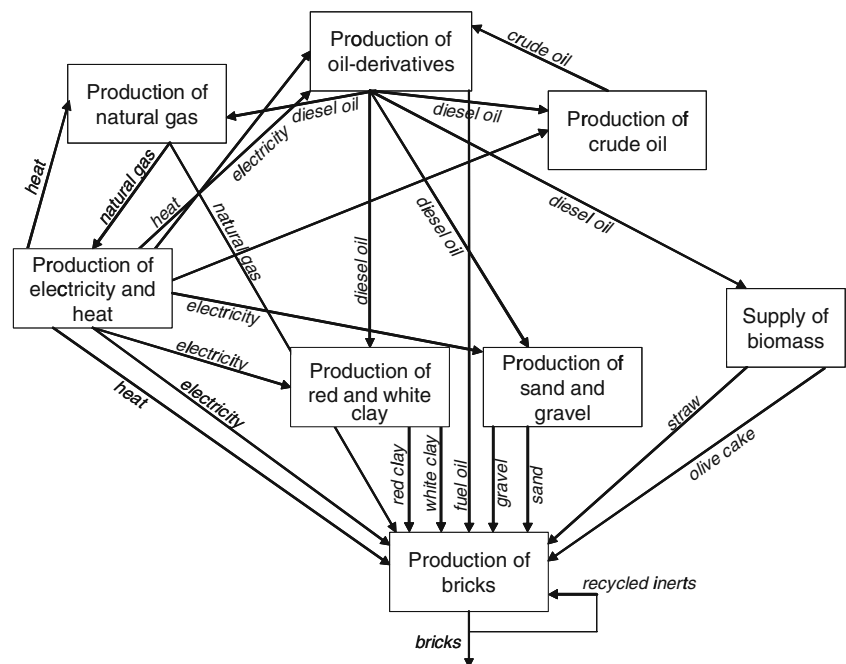 Production of
oil-derivatives
crude oil
Production of
natural gas
diesel oil
diesel oil
Production of
crude oil
electricity
heat
natural gas
heat
natural gas
diesel oil
diesel oil
diesel oil
Production of
electricity and
heat
electricity
Supply of
biomass
electricity
Production of
red and white
clay
Production of
sand and
gravel
heat
electricity
straw
olive cake
red clay
white clay
fuel oil
gravel
sand
Production of
bricks
recycled inerts
bricks